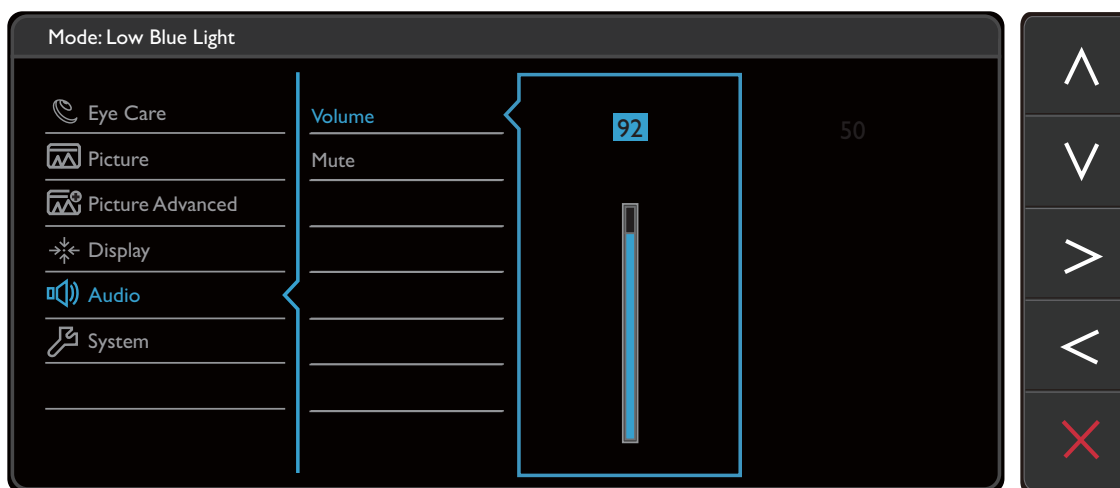 Mode: Low Blue Light
Eye Care
Picture
Picture Advanced
Display
Audio
System
Volume
Mute
92
50